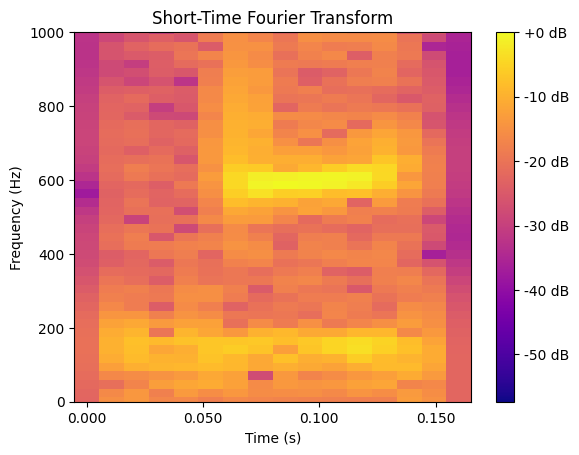 Short-Time Fourier Transform
Frequency (Hz)
1000
800
600
400
200
0
0.000
0.050
0.100
0.150
Time (s)
+0 dB
-10 dB
-20 dB
-30 dB
-40 dB
-50 dB